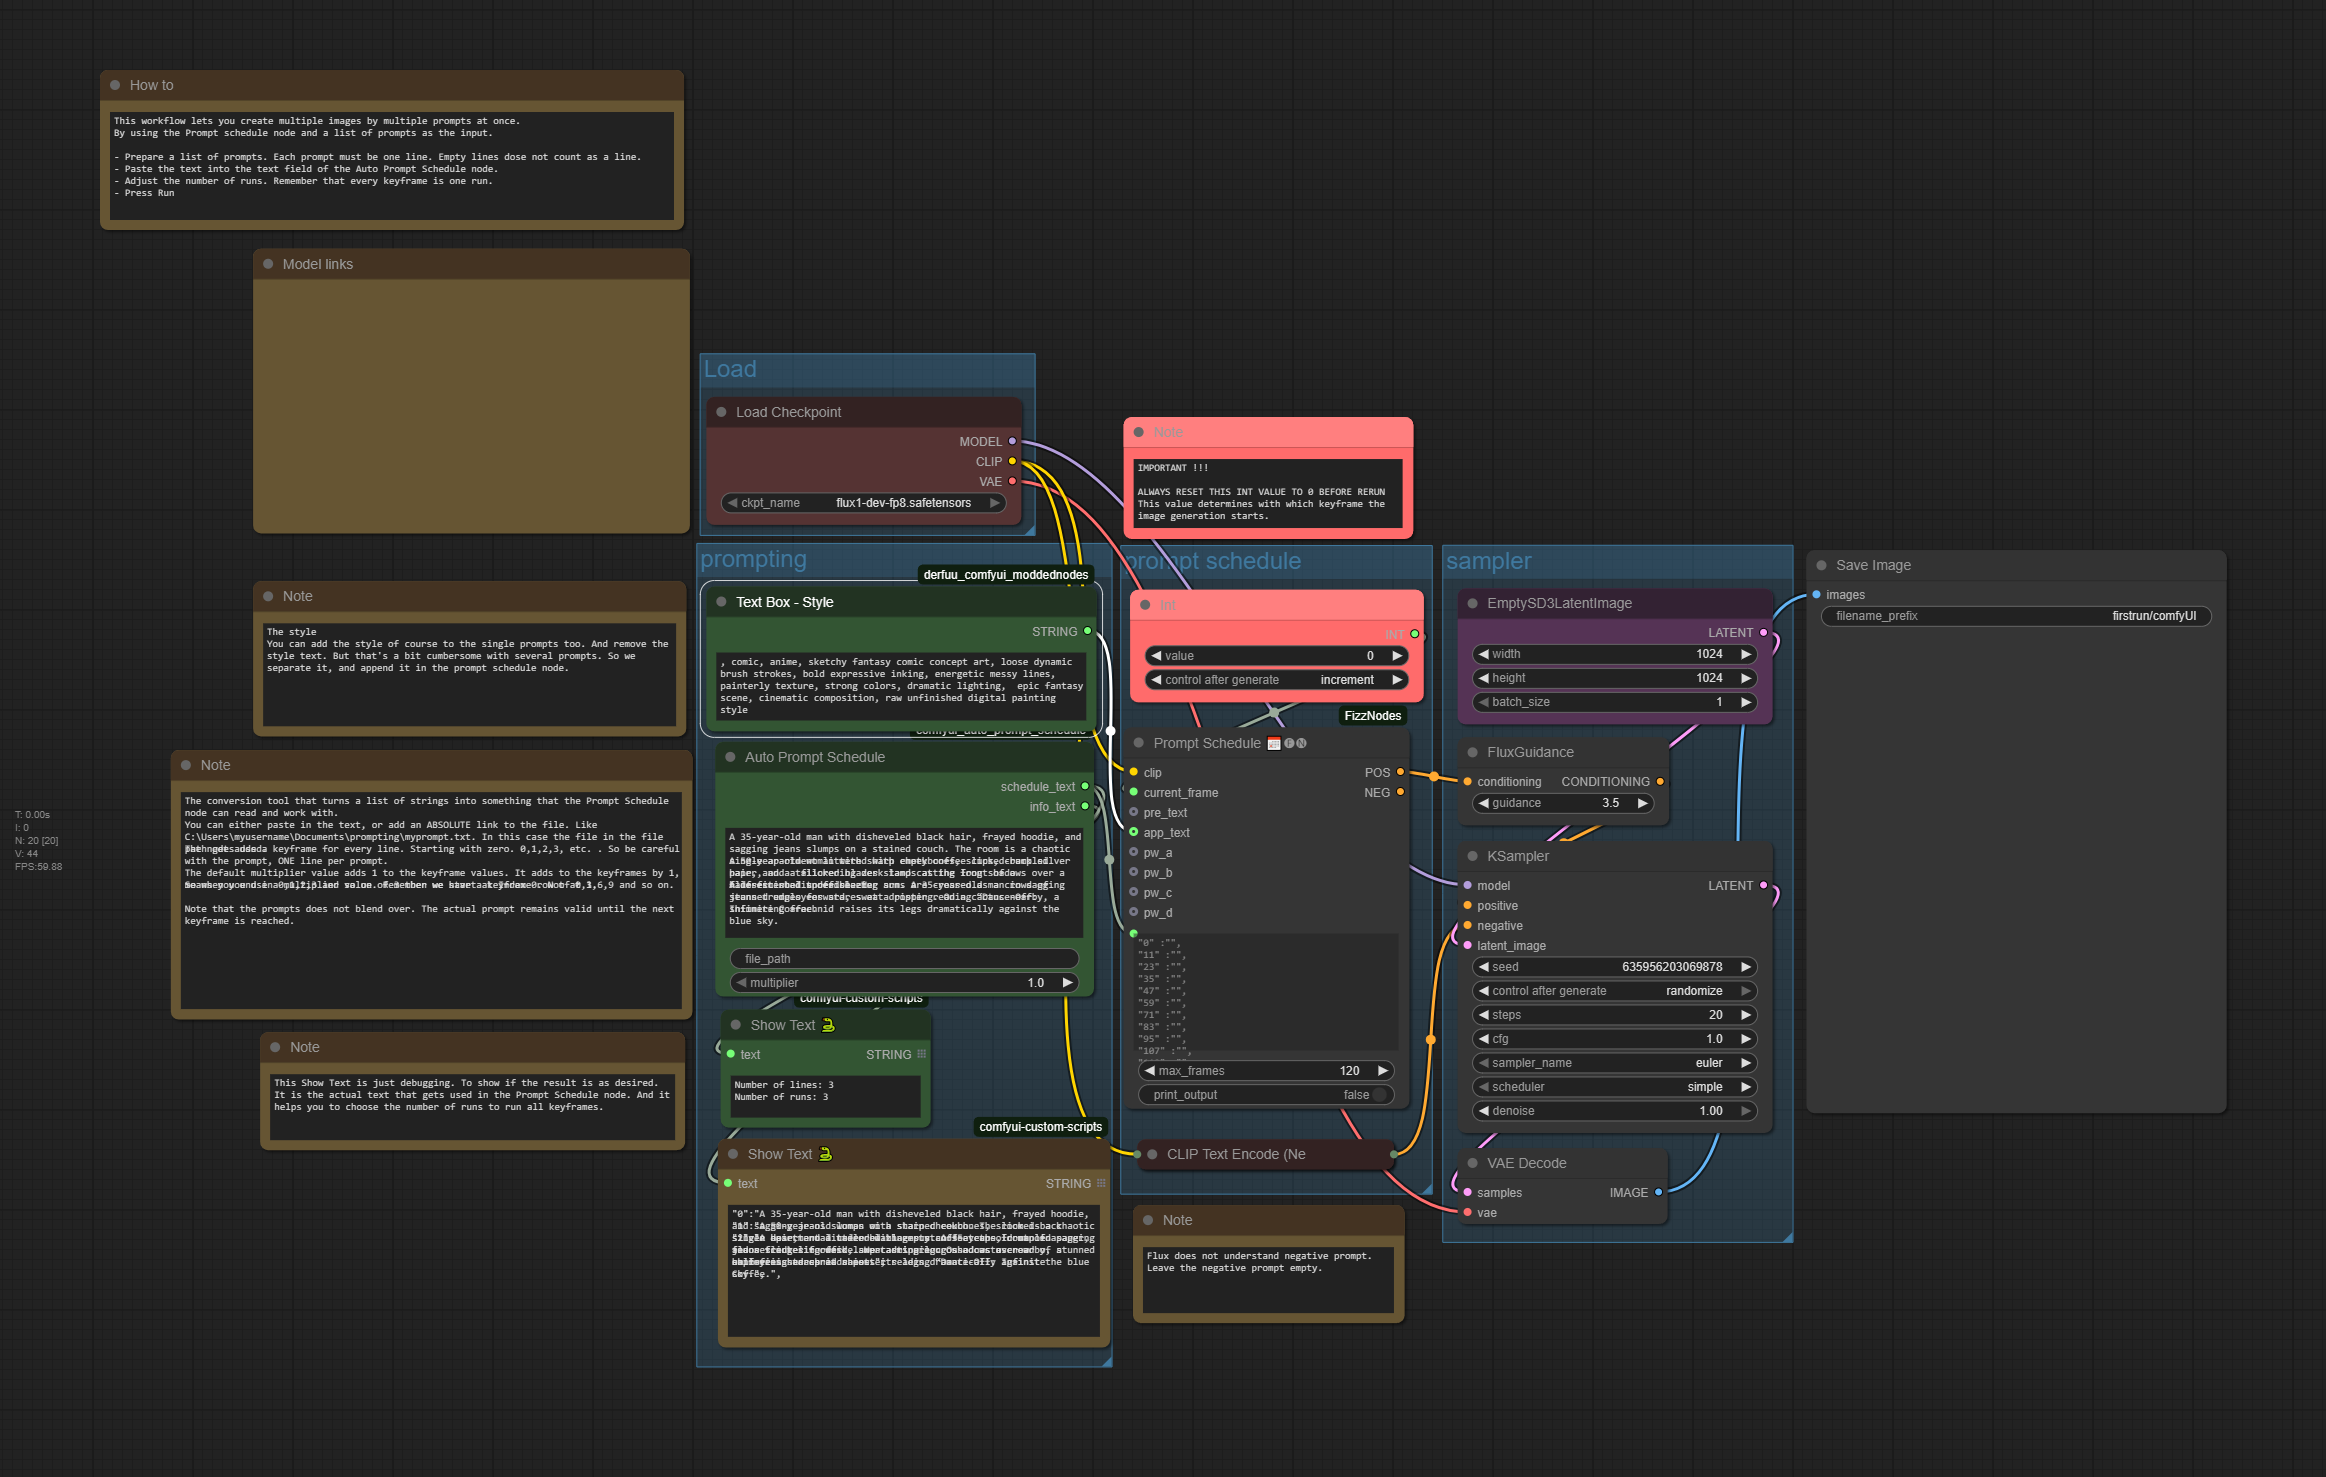 How to
This workflow lets you create multiple images by multiple prompts at once.
By using the Prompt schedule node and a list of prompts as the input.
- Prepare a list of prompts. Each prompt must be one line. Empty lines dose not count as a line.
- Paste the text into the text field of the Auto Prompt Schedule node.
- Adjust the number of runs. Remember that every keyframe is one run.
- Press Run
Model links
Load
Load Checkpoint
MODEL
CLIP
VAE
ckpt_name flux1-dev-fp8.safetensors
Note
IMPORTANT !!!
ALWAYS RESET THIS INT VALUE TO 0 BEFORE RERUN
This value determines with which keyframe the
image generation starts.
Note
The style
You can add the style of course to the single prompts too. And remove the
style text. But that's a bit cumbersome with several prompts. So we
separate it, and append it in the prompt schedule node.
Note
The conversion tool that turns a list of strings into something that the Prompt Schedule
node can read and work with.
You can either paste in the text, or add an ABSOLUTE link to the file. Like
C:\Users\myusername\Documents\prompting\myprompt.txt. In this case the file in the file
a keyframe for every line. Starting with zero. 0,1,2,3, etc. . So be careful
with the prompt, ONE line per prompt.
The default multiplier value adds 1 to the keyframe values. It adds to the keyframes by 1,
Note that the prompts does not blend over. The actual prompt remains valid until the next
keyframe is reached.
T: 0.00s
I: 0
N: 20 [20]
V: 44
FPS:59.88
Note
This Show Text is just debugging. To show if the result is as desired.
It is the actual text that gets used in the Prompt Schedule node. And it
helps you to choose the number of runs to run all keyframes.
prompting
derfuu_comfyui_moddednodes
Text Box - Style
STRING
, comic, anime, sketchy fantasy comic concept art, loose dynamic
brush strokes, bold expressive inking, energetic messy lines,
painterly texture, strong colors, dramatic lighting,  epic fantasy
scene, cinematic composition, raw unfinished digital painting
style
comfyui_auto_prompt_schedule
Auto Prompt Schedule
schedule_text
info_text
A 35-year-old man with disheveled black hair, frayed hoodie, and
sagging jeans slumps on a stained couch. The room is a chaotic
raises its legs dramatically against the
blue sky.
file_path
multiplier 1.0
comfyui-custom-scripts
Show Text
text STRING
Number of lines: 3
Number of runs: 3
comfyui-custom-scripts
Show Text
text STRING
"0":"A 35-year-old man with disheveled black hair, frayed hoodie,
prompt schedule
Int
INT
value 0
control after generate increment
FizzNodes
Prompt Schedule
clip POS
current_frame NEG
pre_text
app_text
pw_a
pw_b
pw_c
pw_d
"0" :"",
"11" :"",
"23" :"",
"35" :"",
"47" :"",
"59" :"",
"71" :"",
"83" :"",
"95" :"",
"107" :"",
max_frames 120
print_output false
CLIP Text Encode (Ne
Note
Flux does not understand negative prompt.
Leave the negative prompt empty.
sampler
EmptySD3LatentImage
LATENT
width 1024
height 1024
batch_size 1
FluxGuidance
conditioning CONDITIONING
guidance 3.5
KSampler
model LATENT
positive
negative
latent_image
seed 635956203069878
control after generate randomize
steps 20
cfg 1.0
sampler_name euler
scheduler simple
denoise 1.00
VAE Decode
samples IMAGE
vae
Save Image
images
filename_prefix firstrun/comfyUI